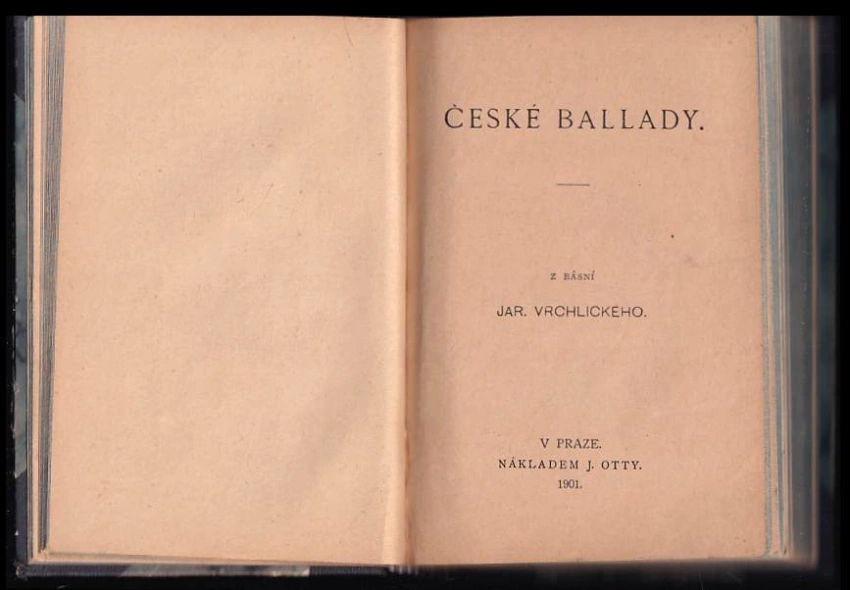 ČESKÉ BALLADY.
Z BÁSNÍ
JAR. VRCHLICKÉHO.
V PRAZE.
NÁKLADEM J. OTTY.
1901.